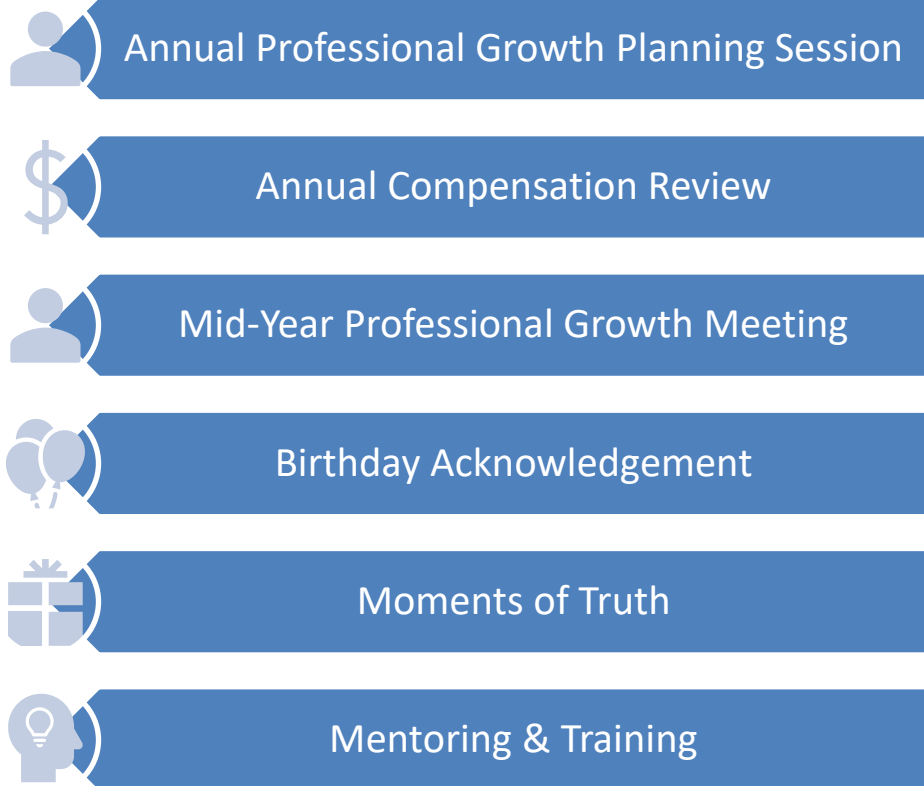 Annual Professional Growth Planning Session
Annual Compensation Review
Mid-Year Professional Growth Meeting
Birthday Acknowledgement
Moments of Truth
Mentoring & Training